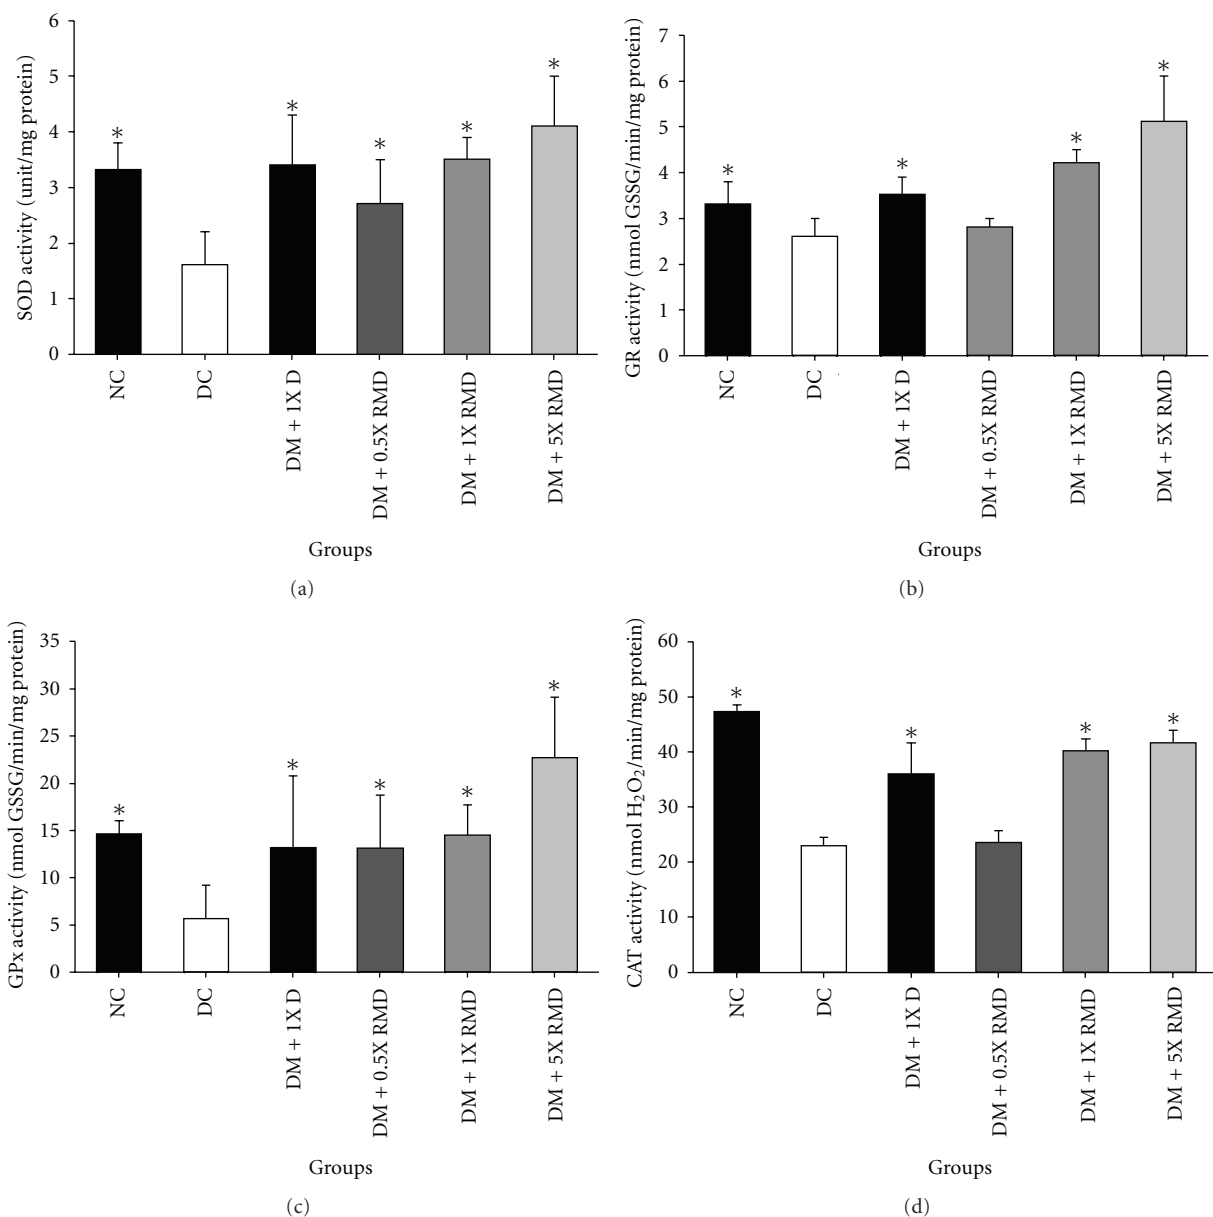 SOD activity (unit/mg protein)
6
5
4
3
2
1
0
*
*
*
*
*
NC
DC
DM + 1X D
DM + 0.5X RMD
DM + 1X RMD
DM + 5X RMD
Groups
(a)
GR activity (nmol GSSG/min/mg protein)
7
6
5
4
3
2
1
0
*
*
*
*
NC
DC
DM + 1X D
DM + 0.5X RMD
DM + 1X RMD
DM + 5X RMD
Groups
(b)
GPx activity (nmol GSSG/min/mg protein)
35
30
25
20
15
10
5
0
*
*
*
*
*
NC
DC
DM + 1X D
DM + 0.5X RMD
DM + 1X RMD
DM + 5X RMD
Groups
(c)
CAT activity (nmol H₂O₂/min/mg protein)
60
50
40
30
20
10
0
*
*
*
*
NC
DC
DM + 1X D
DM + 0.5X RMD
DM + 1X RMD
DM + 5X RMD
Groups
(d)